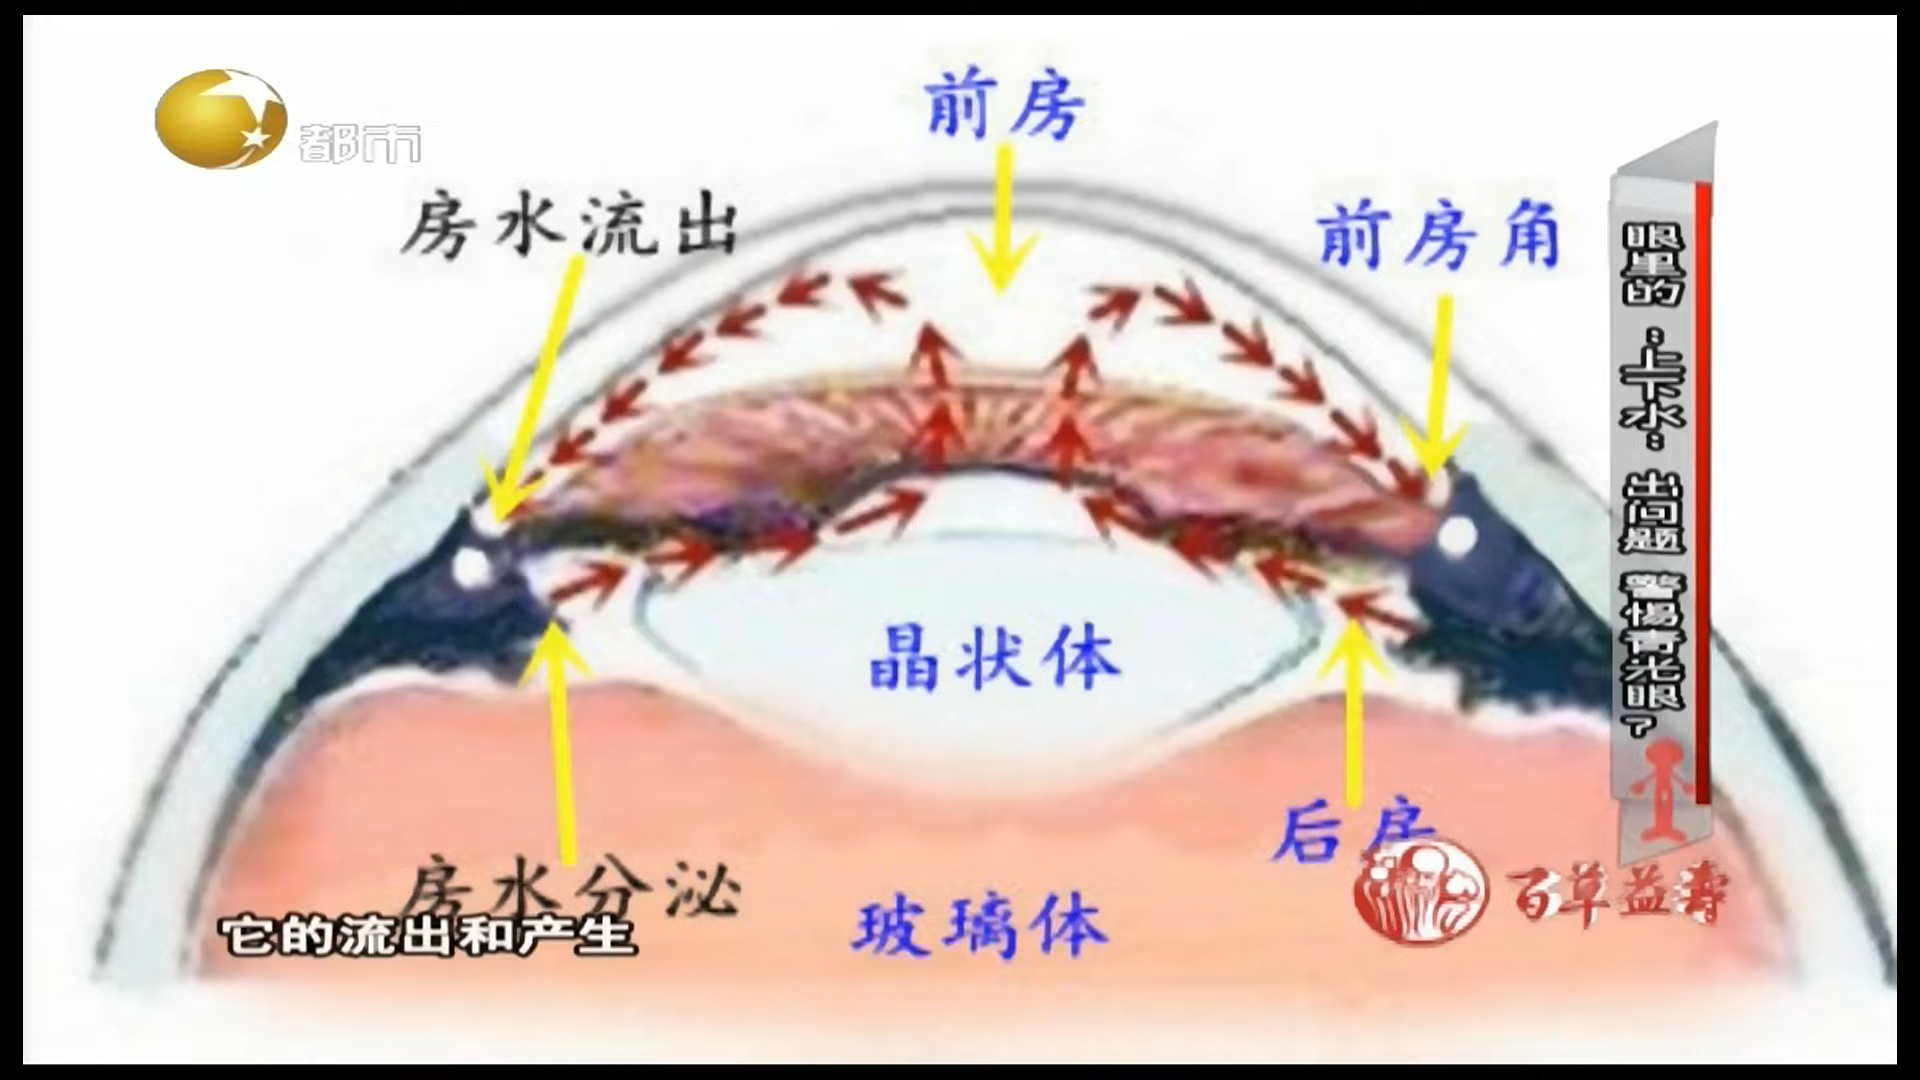 都市
前房
房水流出
前房角
晶状体
后房
房水分泌
玻璃体
它的流出和产生
眼里的“上下水”出问题 警惕青光眼？
百草益寿